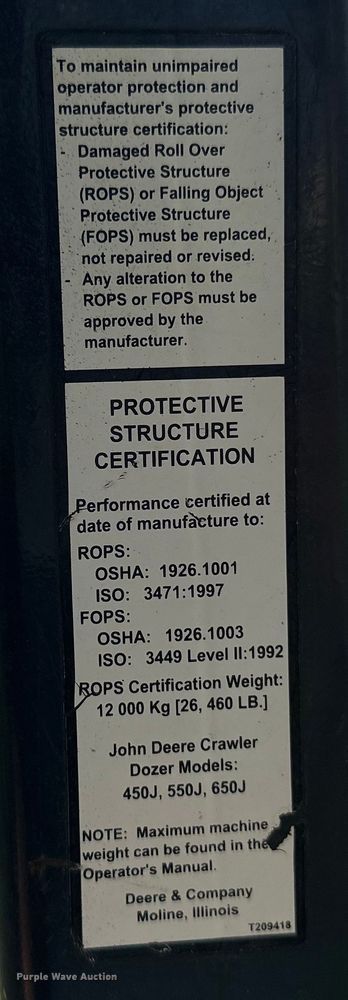 To maintain unimpaired
operator protection and
manufacturer's protective
structure certification:
- Damaged Roll Over
Protective Structure
(ROPS) or Falling Object
Protective Structure
(FOPS) must be replaced,
not repaired or revised.
- Any alteration to the
ROPS or FOPS must be
approved by the
manufacturer.
PROTECTIVE
STRUCTURE
CERTIFICATION
Performance certified at
date of manufacture to:
ROPS:
OSHA: 1926.1001
ISO: 3471:1997
FOPS:
OSHA: 1926.1003
ISO: 3449 Level II:1992
ROPS Certification Weight:
12 000 Kg [26, 460 LB.]
John Deere Crawler
Dozer Models:
450J, 550J, 650J
NOTE: Maximum machine
weight can be found in the
Operator's Manual.
Deere & Company
Moline, Illinois
T209418
Purple Wave Auction